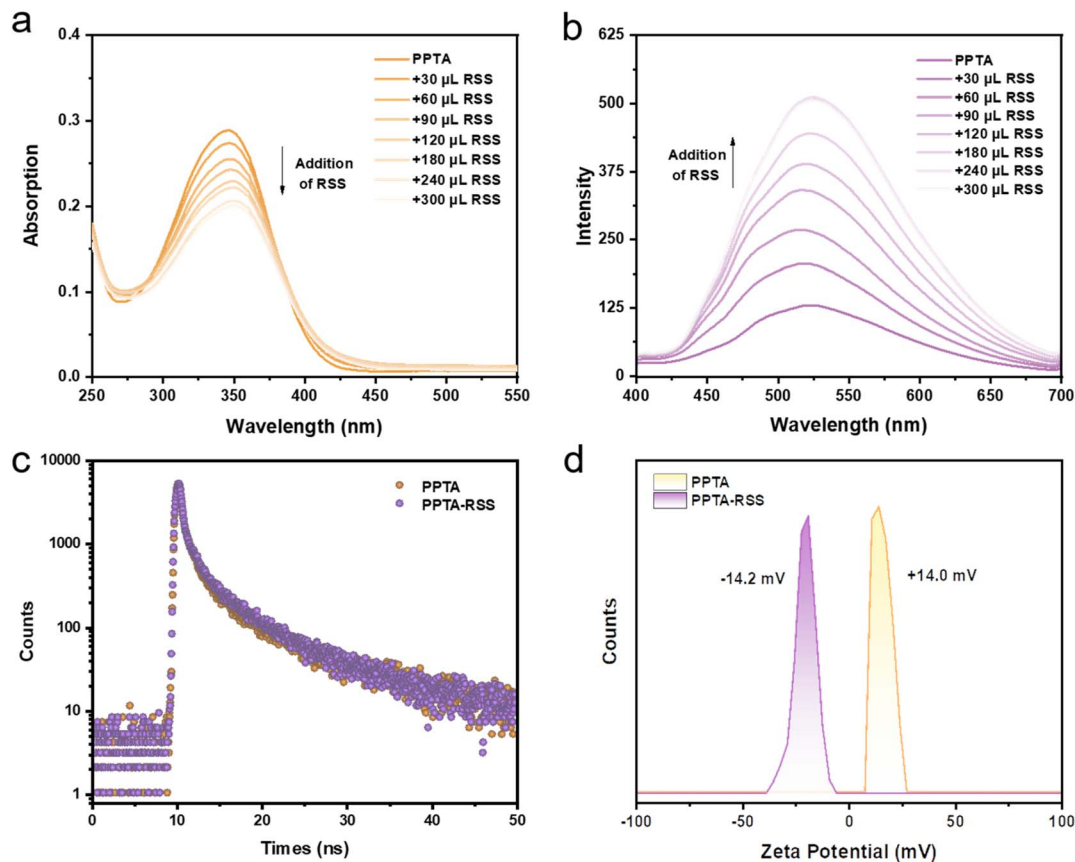 a
0.4
0.3
0.2
0.1
0.0
Absorption
250 300 350 400 450 500 550
Wavelength (nm)
PPTA
+30 µL RSS
+60 µL RSS
+90 µL RSS
+120 µL RSS
+180 µL RSS
+240 µL RSS
+300 µL RSS
Addition
of RSS
b
625
500
375
250
125
0
Intensity
400 450 500 550 600 650 700
Wavelength (nm)
PPTA
+30 µL RSS
+60 µL RSS
+90 µL RSS
+120 µL RSS
+180 µL RSS
+240 µL RSS
+300 µL RSS
Addition
of RSS
c
10000
1000
100
10
1
Counts
0 10 20 30 40 50
Times (ns)
PPTA
PPTA-RSS
d
PPTA
PPTA-RSS
-14.2 mV
+14.0 mV
Counts
-100 -50 0 50 100
Zeta Potential (mV)